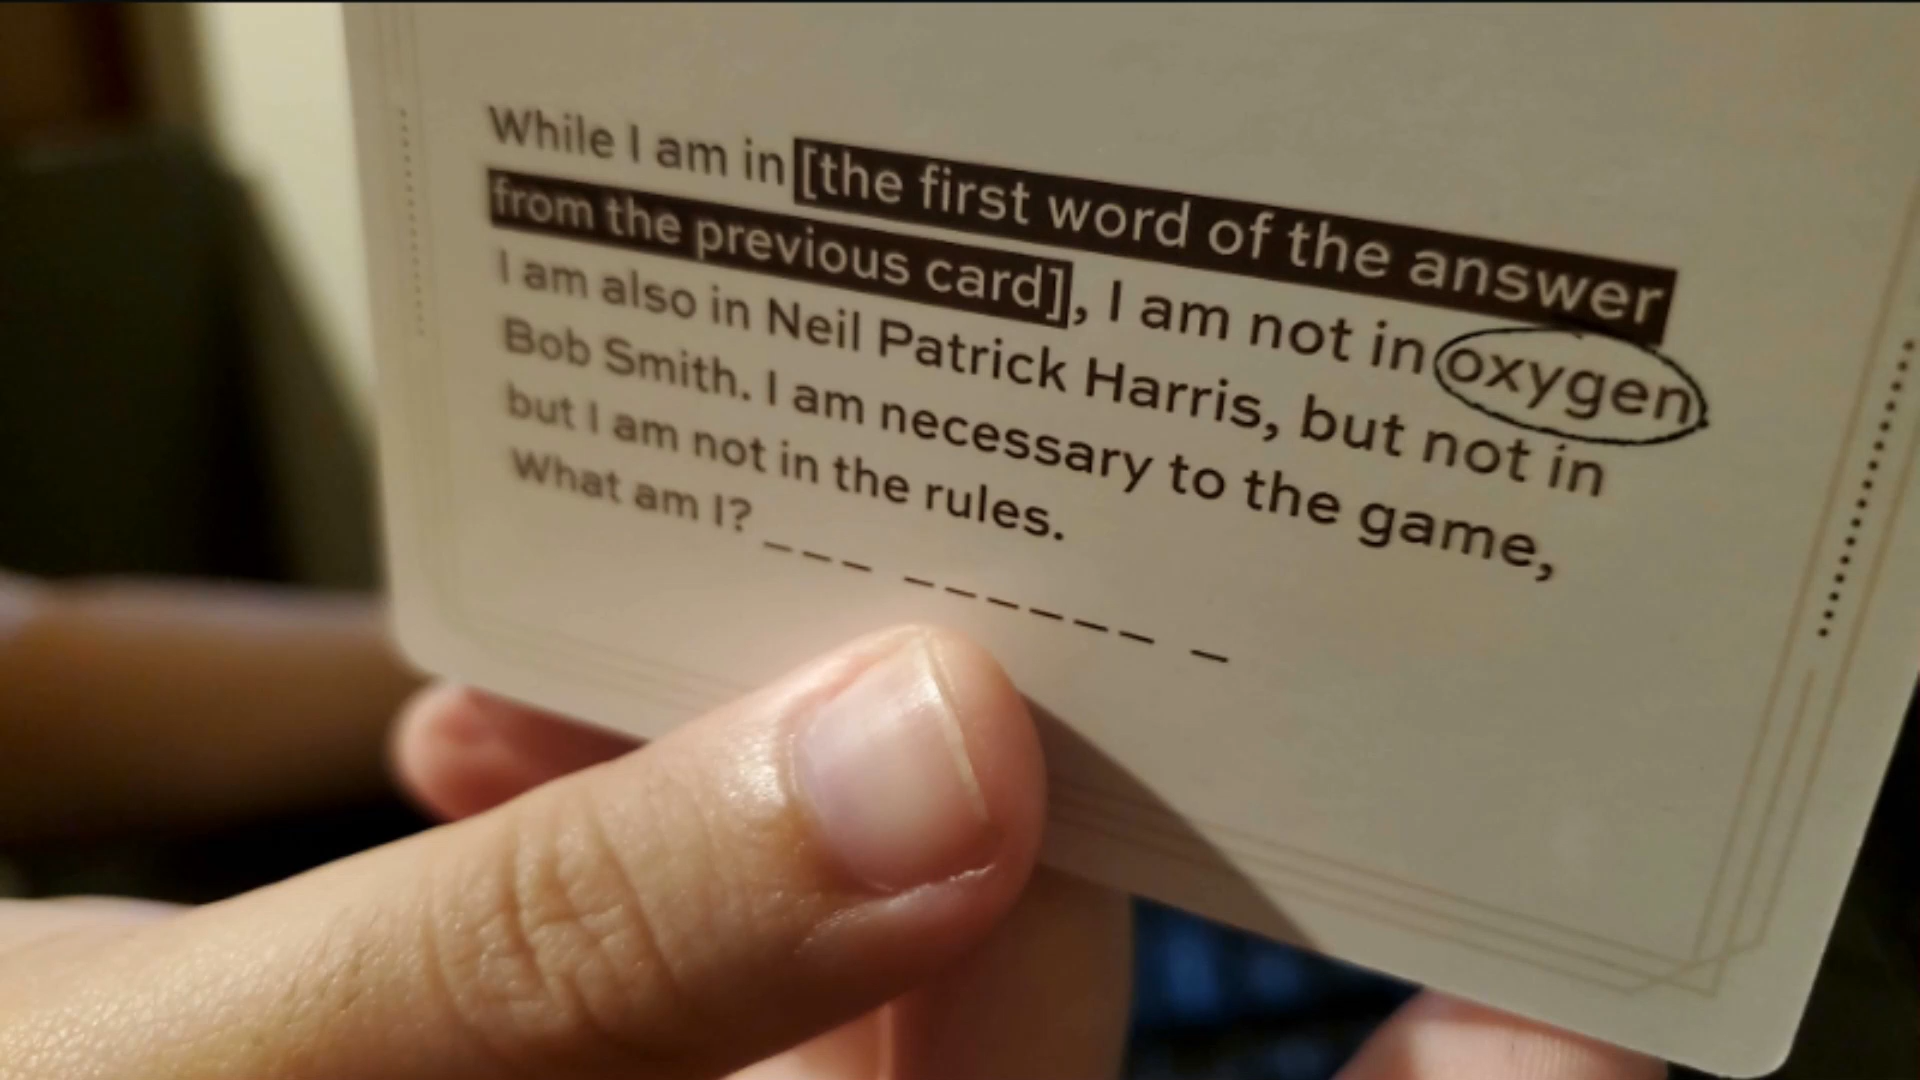 While I am in [the first word of the answer
from the previous card], I am not in oxygen.
I am also in Neil Patrick Harris, but not in
Bob Smith. I am necessary to the game,
but I am not in the rules.
What am I? _ _ _ _ _ _ _ _ _ _